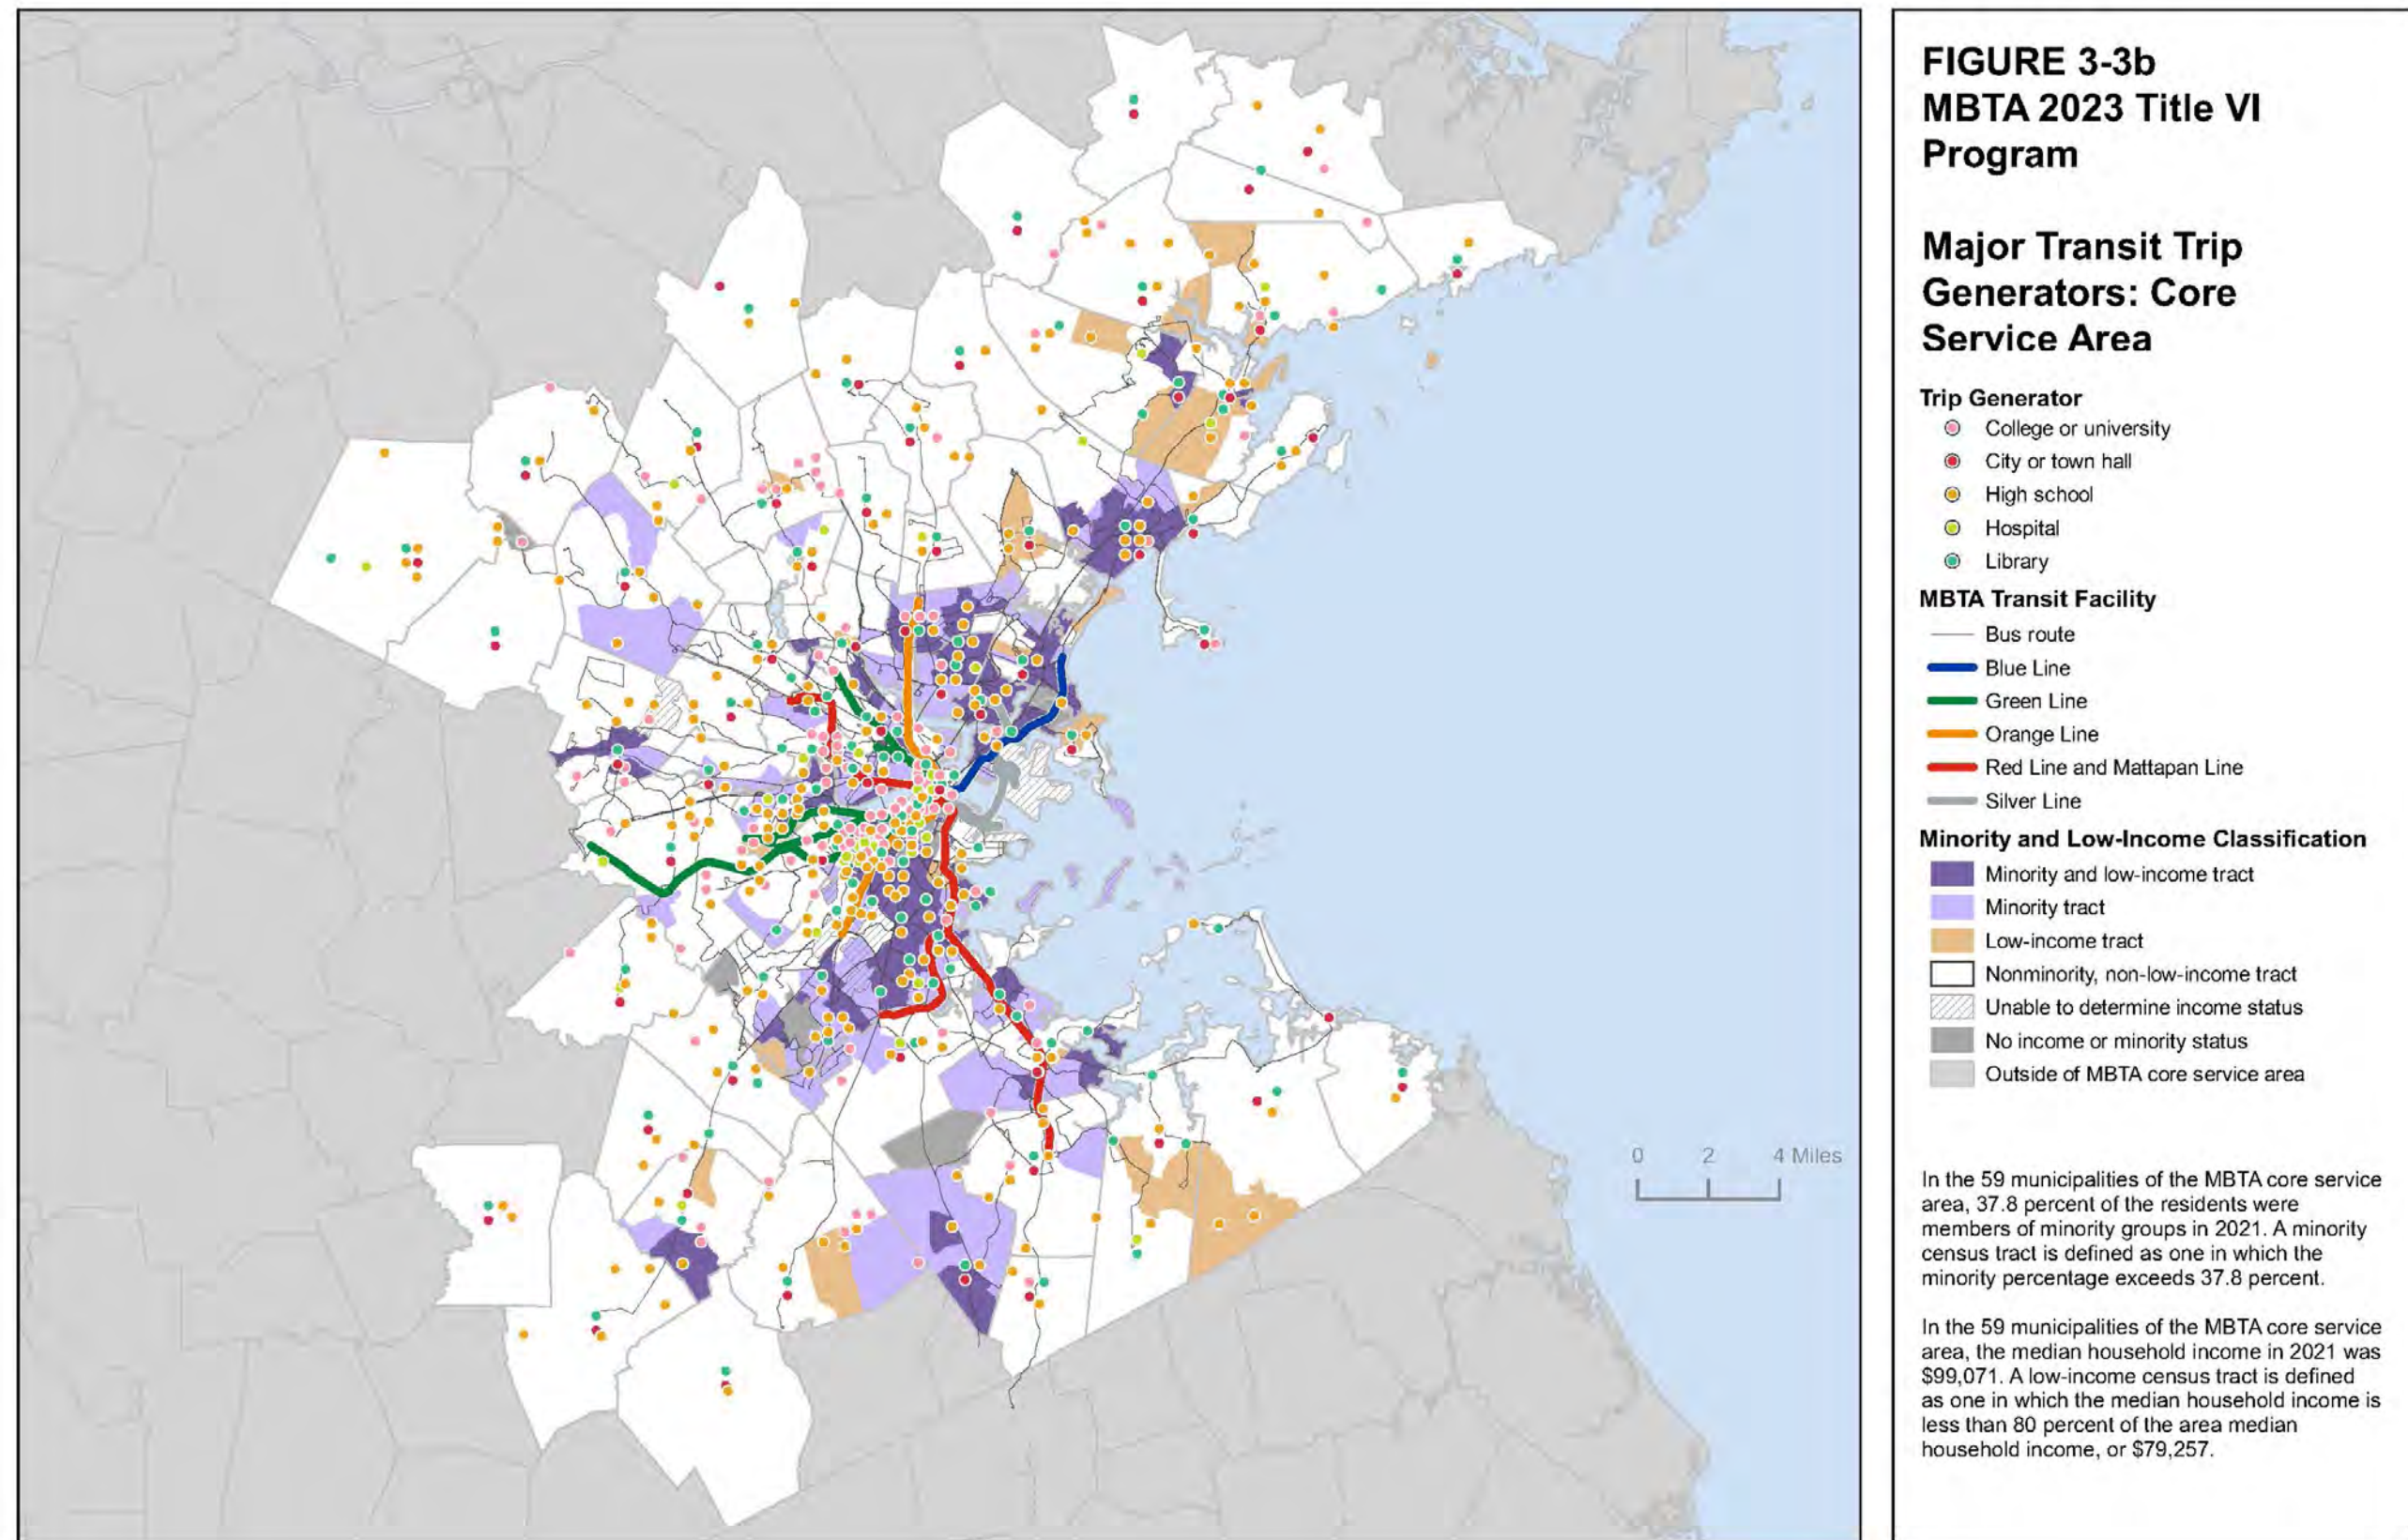 FIGURE 3-3b
MBTA 2023 Title VI
Program
Major Transit Trip
Generators: Core
Service Area
Trip Generator
College or university
City or town hall
High school
Hospital
Library
MBTA Transit Facility
Bus route
Blue Line
Green Line
Orange Line
Red Line and Mattapan Line
Silver Line
Minority and Low-Income Classification
Minority and low-income tract
Minority tract
Low-income tract
Nonminority, non-low-income tract
Unable to determine income status
No income or minority status
Outside of MBTA core service area
0 2 4 Miles
In the 59 municipalities of the MBTA core service
area, 37.8 percent of the residents were
members of minority groups in 2021. A minority
census tract is defined as one in which the
minority percentage exceeds 37.8 percent.
In the 59 municipalities of the MBTA core service
area, the median household income in 2021 was
$99,071. A low-income census tract is defined
as one in which the median household income is
less than 80 percent of the area median
household income, or $79,257.